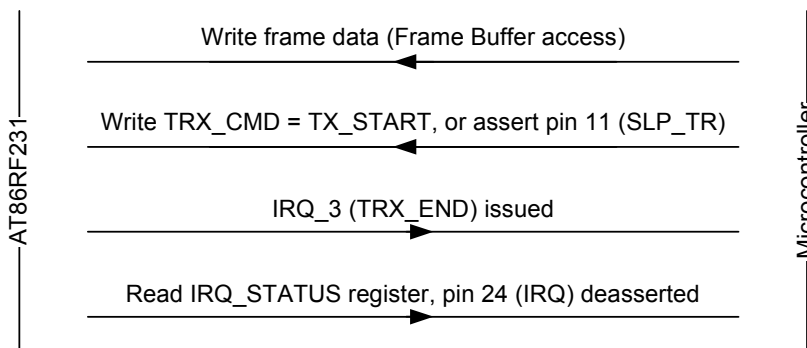 Write frame data (Frame Buffer access)
Write TRX_CMD = TX_START, or assert pin 11 (SLP_TR)
AT86RF231
Microcontroller
IRQ_3 (TRX_END) issued
Read IRQ_STATUS register, pin 24 (IRQ) deasserted